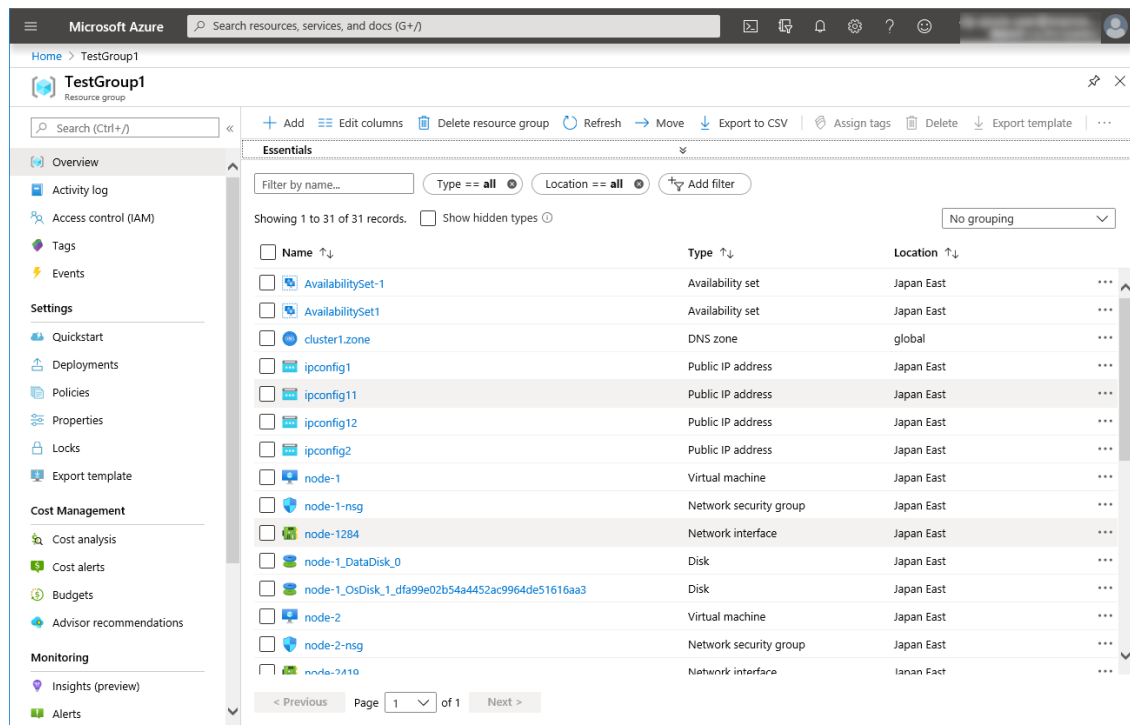 Microsoft Azure
Search resources, services, and docs (G+/)
Home > TestGroup1
TestGroup1
Resource group
Search (Ctrl+/)
Overview
Activity log
Access control (IAM)
Tags
Events
Settings
Quickstart
Deployments
Policies
Properties
Locks
Export template
Cost Management
Cost analysis
Cost alerts
Budgets
Advisor recommendations
Monitoring
Insights (preview)
Alerts
Add Edit columns Delete resource group Refresh Move Export to CSV Assign tags Delete Export template
Essentials
Filter by name... Type == all Location == all Add filter
Showing 1 to 31 of 31 records. Show hidden types No grouping
Name Type Location
AvailabilitySet-1 Availability set Japan East
AvailabilitySet1 Availability set Japan East
cluster1.zone DNS zone global
ipconfig1 Public IP address Japan East
ipconfig11 Public IP address Japan East
ipconfig12 Public IP address Japan East
ipconfig2 Public IP address Japan East
node-1 Virtual machine Japan East
node-1-nsg Network security group Japan East
node-1284 Network interface Japan East
node-1_DataDisk_0 Disk Japan East
node-1_OsDisk_1_dfa99e02b54a4452ac9964de51616aa3 Disk Japan East
node-2 Virtual machine Japan East
node-2-nsg Network security group Japan East
node-2419 Network interface Japan East
< Previous Page 1 of 1 Next >